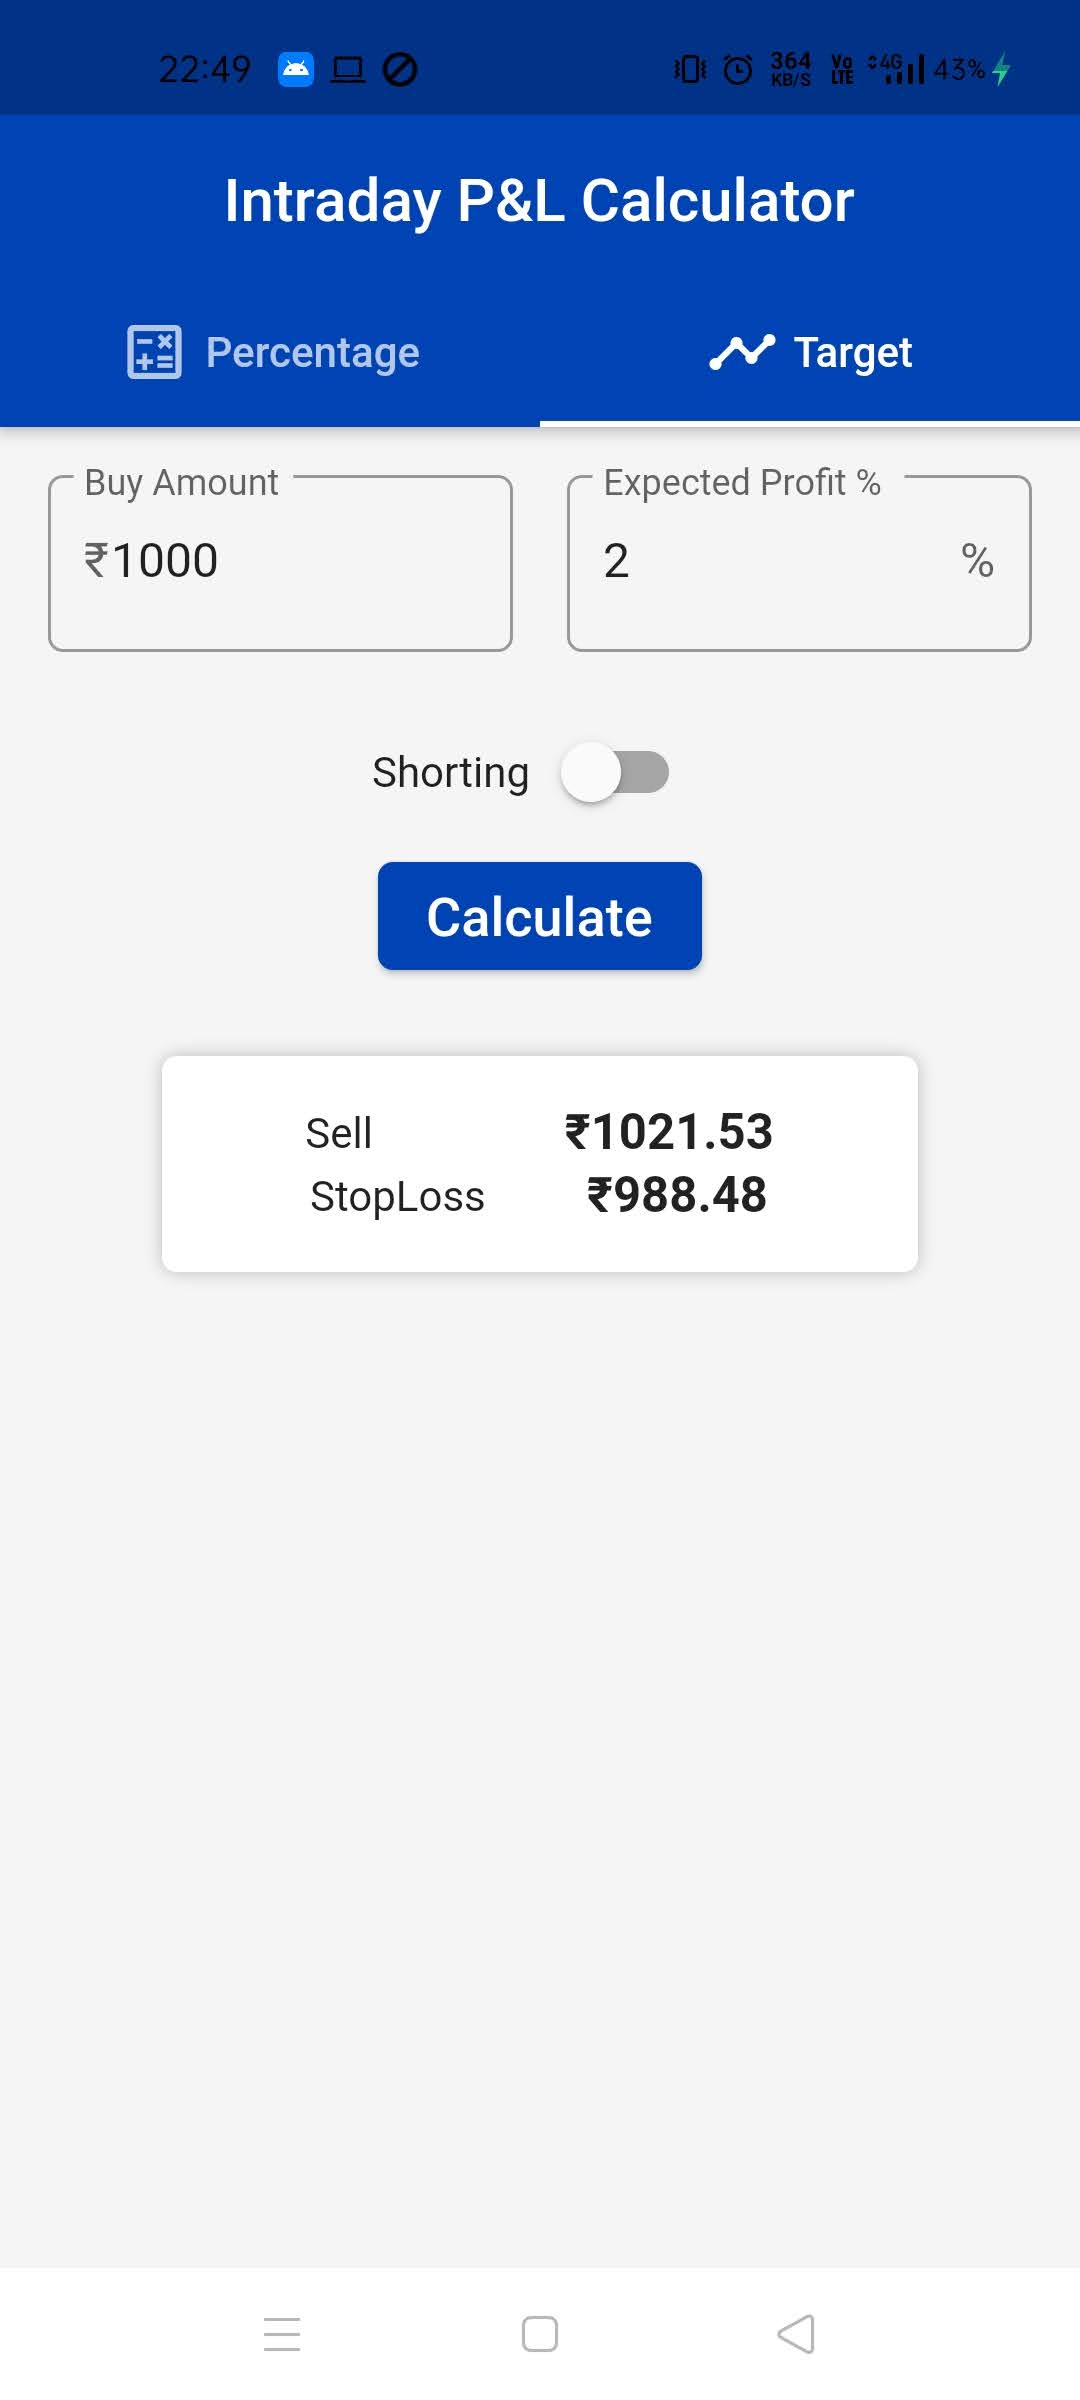 22:49 364 KB/S Vo LTE 4G 43%
Intraday P&L Calculator
Percentage Target
Buy Amount Expected Profit %
₹1000 2 %
Shorting
Calculate
Sell ₹1021.53
StopLoss ₹988.48